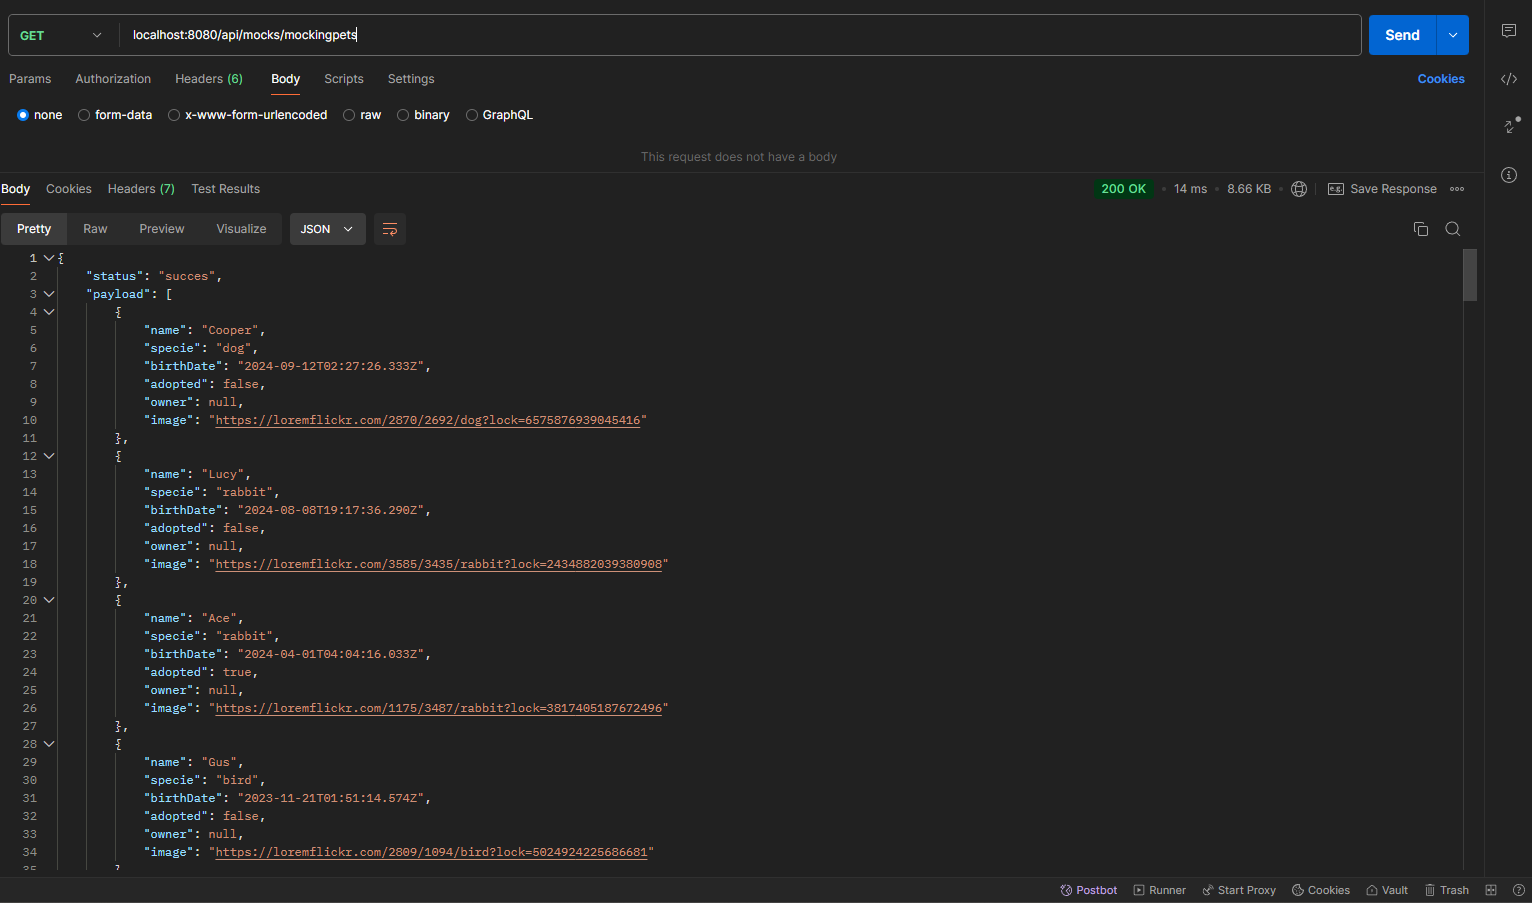 GET localhost:8080/api/mocks/mockingpets Send
Params Authorization Headers (6) Body Scripts Settings Cookies
none form-data x-www-form-urlencoded raw binary GraphQL
This request does not have a body
Body Cookies Headers (7) Test Results 200 OK • 14 ms • 8.66 KB • e.g. Save Response
Pretty Raw Preview Visualize JSON
1 {
2 "status": "succes",
3 "payload": [
4 {
5 "name": "Cooper",
6 "specie": "dog",
7 "birthDate": "2024-09-12T02:27:26.333Z",
8 "adopted": false,
9 "owner": null,
10 "image": "https://loremflickr.com/2870/2692/dog?lock=6575876939045416"
11 },
12 {
13 "name": "Lucy",
14 "specie": "rabbit",
15 "birthDate": "2024-08-08T19:17:36.290Z",
16 "adopted": false,
17 "owner": null,
18 "image": "https://loremflickr.com/3585/3435/rabbit?lock=2434882039380908"
19 },
20 {
21 "name": "Ace",
22 "specie": "rabbit",
23 "birthDate": "2024-04-01T04:04:16.033Z",
24 "adopted": true,
25 "owner": null,
26 "image": "https://loremflickr.com/1175/3487/rabbit?lock=3817405187672496"
27 },
28 {
29 "name": "Gus",
30 "specie": "bird",
31 "birthDate": "2023-11-21T01:51:14.574Z",
32 "adopted": false,
33 "owner": null,
34 "image": "https://loremflickr.com/2809/1094/bird?lock=5024924225686681"
35 }
Postbot Runner Start Proxy Cookies Vault Trash